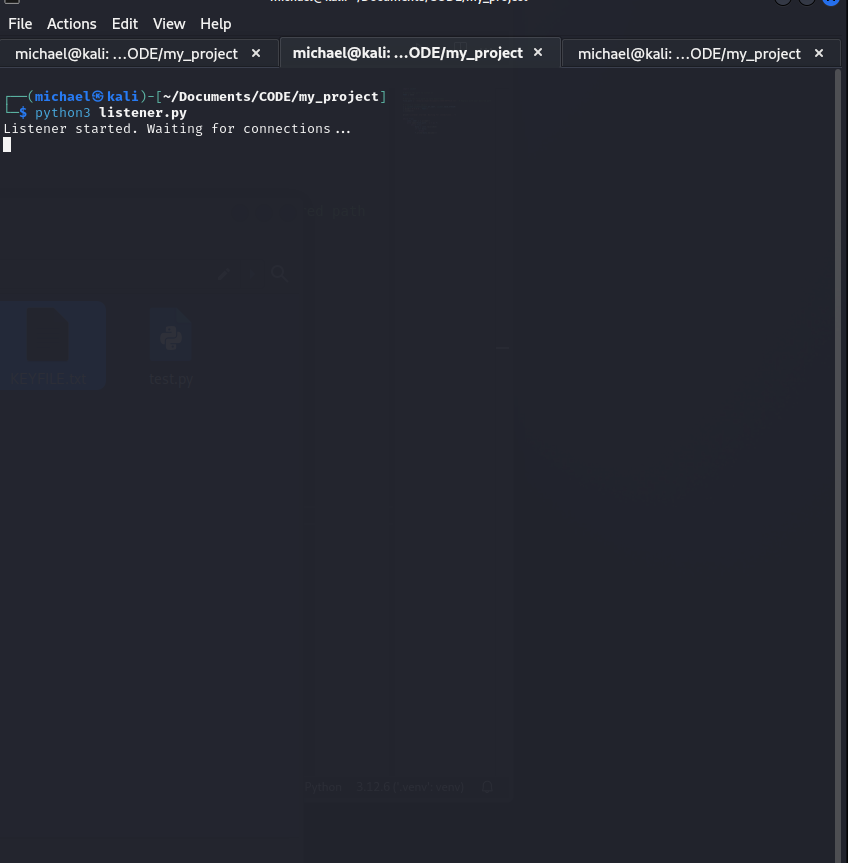 File Actions Edit View Help
michael@kali: ...ODE/my_project michael@kali: ...ODE/my_project michael@kali: ...ODE/my_project
┌──(michael㉿kali)-[~/Documents/CODE/my_project]
└─$ python3 listener.py
Listener started. Waiting for connections...
test.py